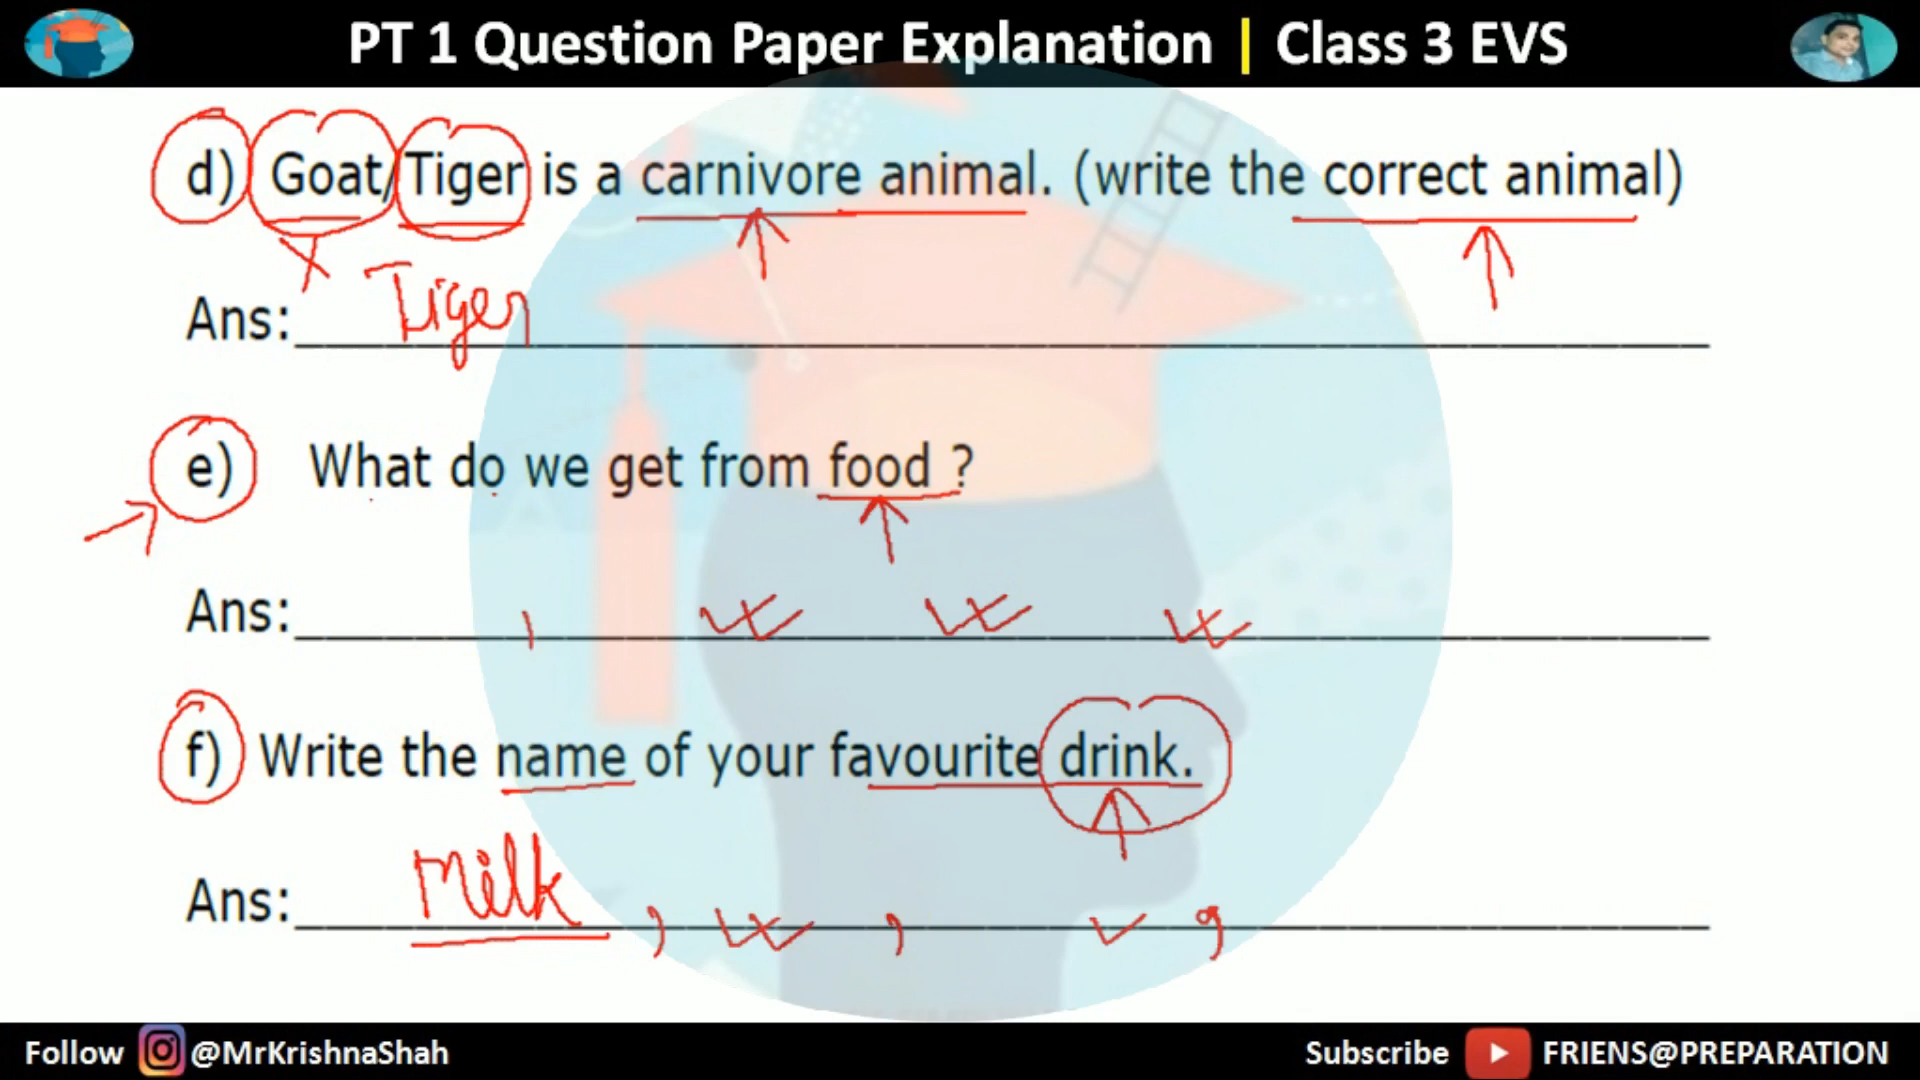 PT 1 Question Paper Explanation | Class 3 EVS
d) Goat/Tiger is a carnivore animal. (write the correct animal)
Ans: Tiger
e) What do we get from food ?
Ans:
f) Write the name of your favourite drink.
Ans: Milk , , ,
Follow @MrKrishnaShah
Subscribe FRIENS@PREPARATION